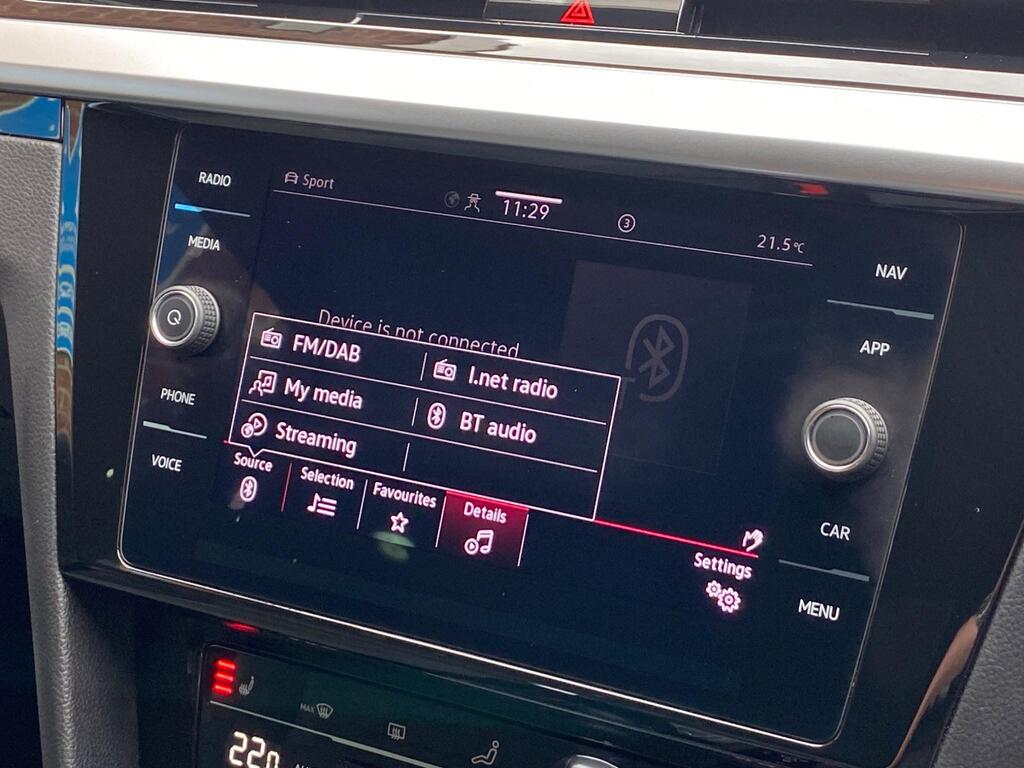 RADIO
MEDIA
PHONE
VOICE
Sport
11:29
3
21.5°C
Device is not connected
FM/DAB
I.net radio
My media
BT audio
Streaming
Source
Selection
Favourites
Details
Settings
NAV
APP
CAR
MENU
MAX
22.0